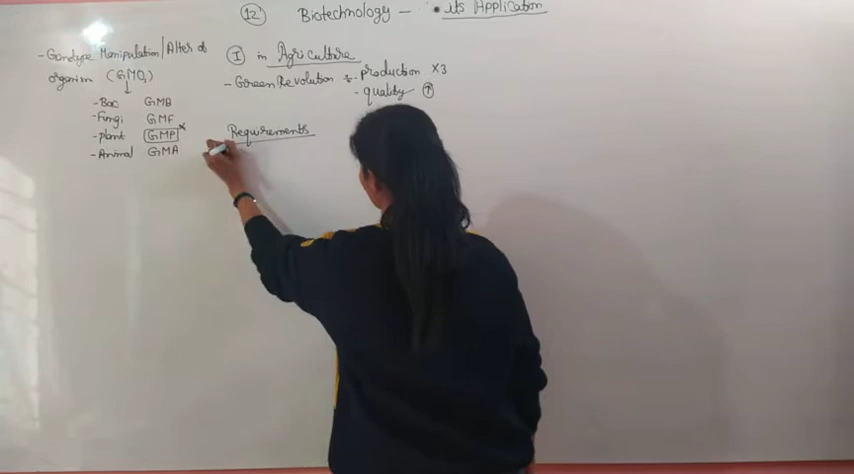 12 Biotechnology - its Application
- Genotype Manipulation/Alter of
organism (GMO)
- Bac GMB
- Fungi GMF
- plant GMP
- Animal GMA
I in Agriculture
- Green Revolution - production X3
- quality ↑
Requirements